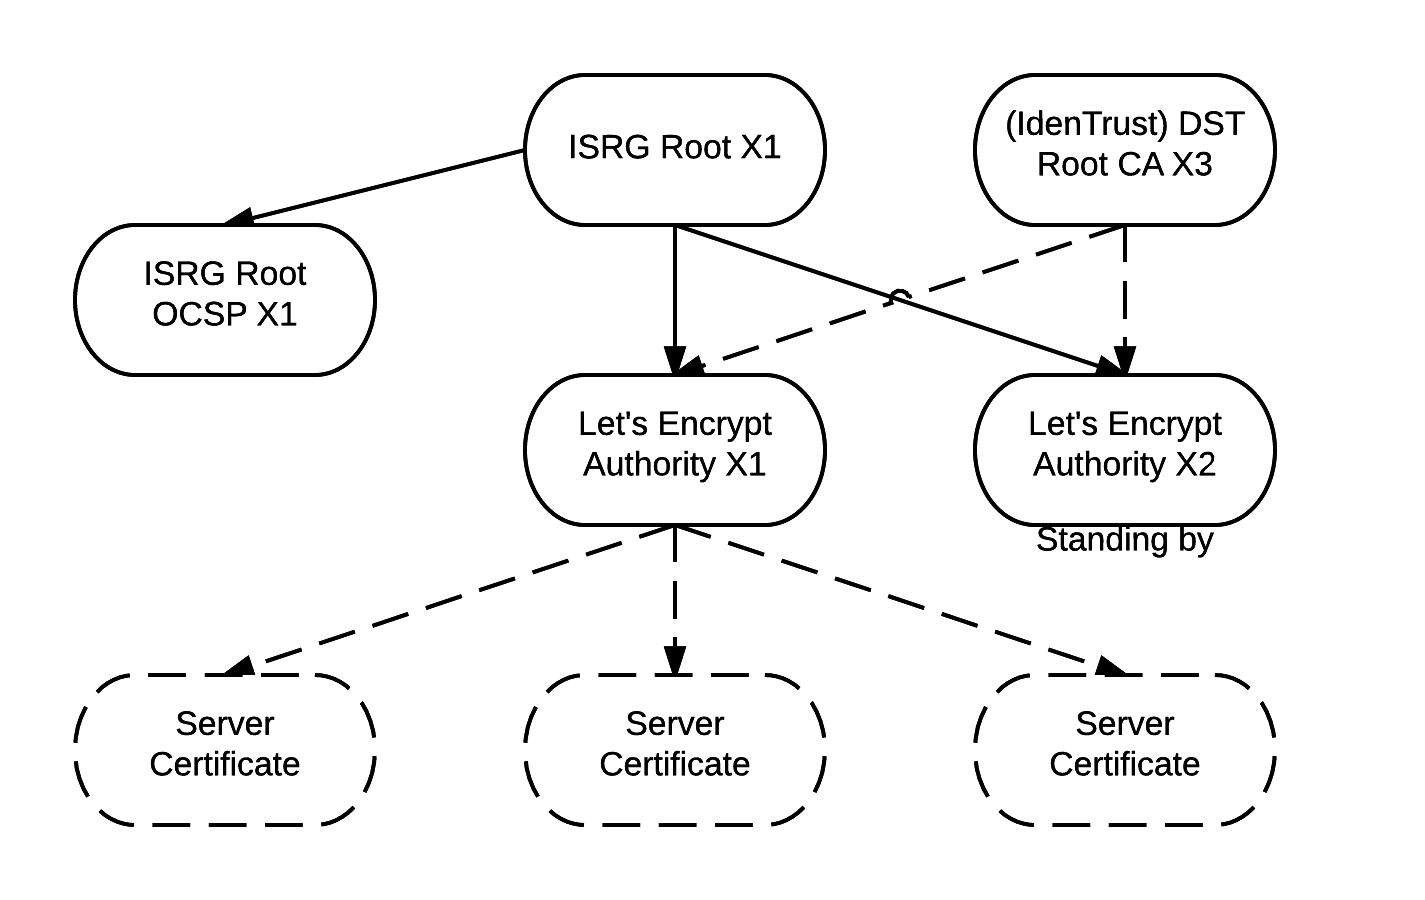 ISRG Root X1
(IdenTrust) DST
Root CA X3
ISRG Root
OCSP X1
Let's Encrypt
Authority X1
Let's Encrypt
Authority X2
Standing by
Server
Certificate
Server
Certificate
Server
Certificate